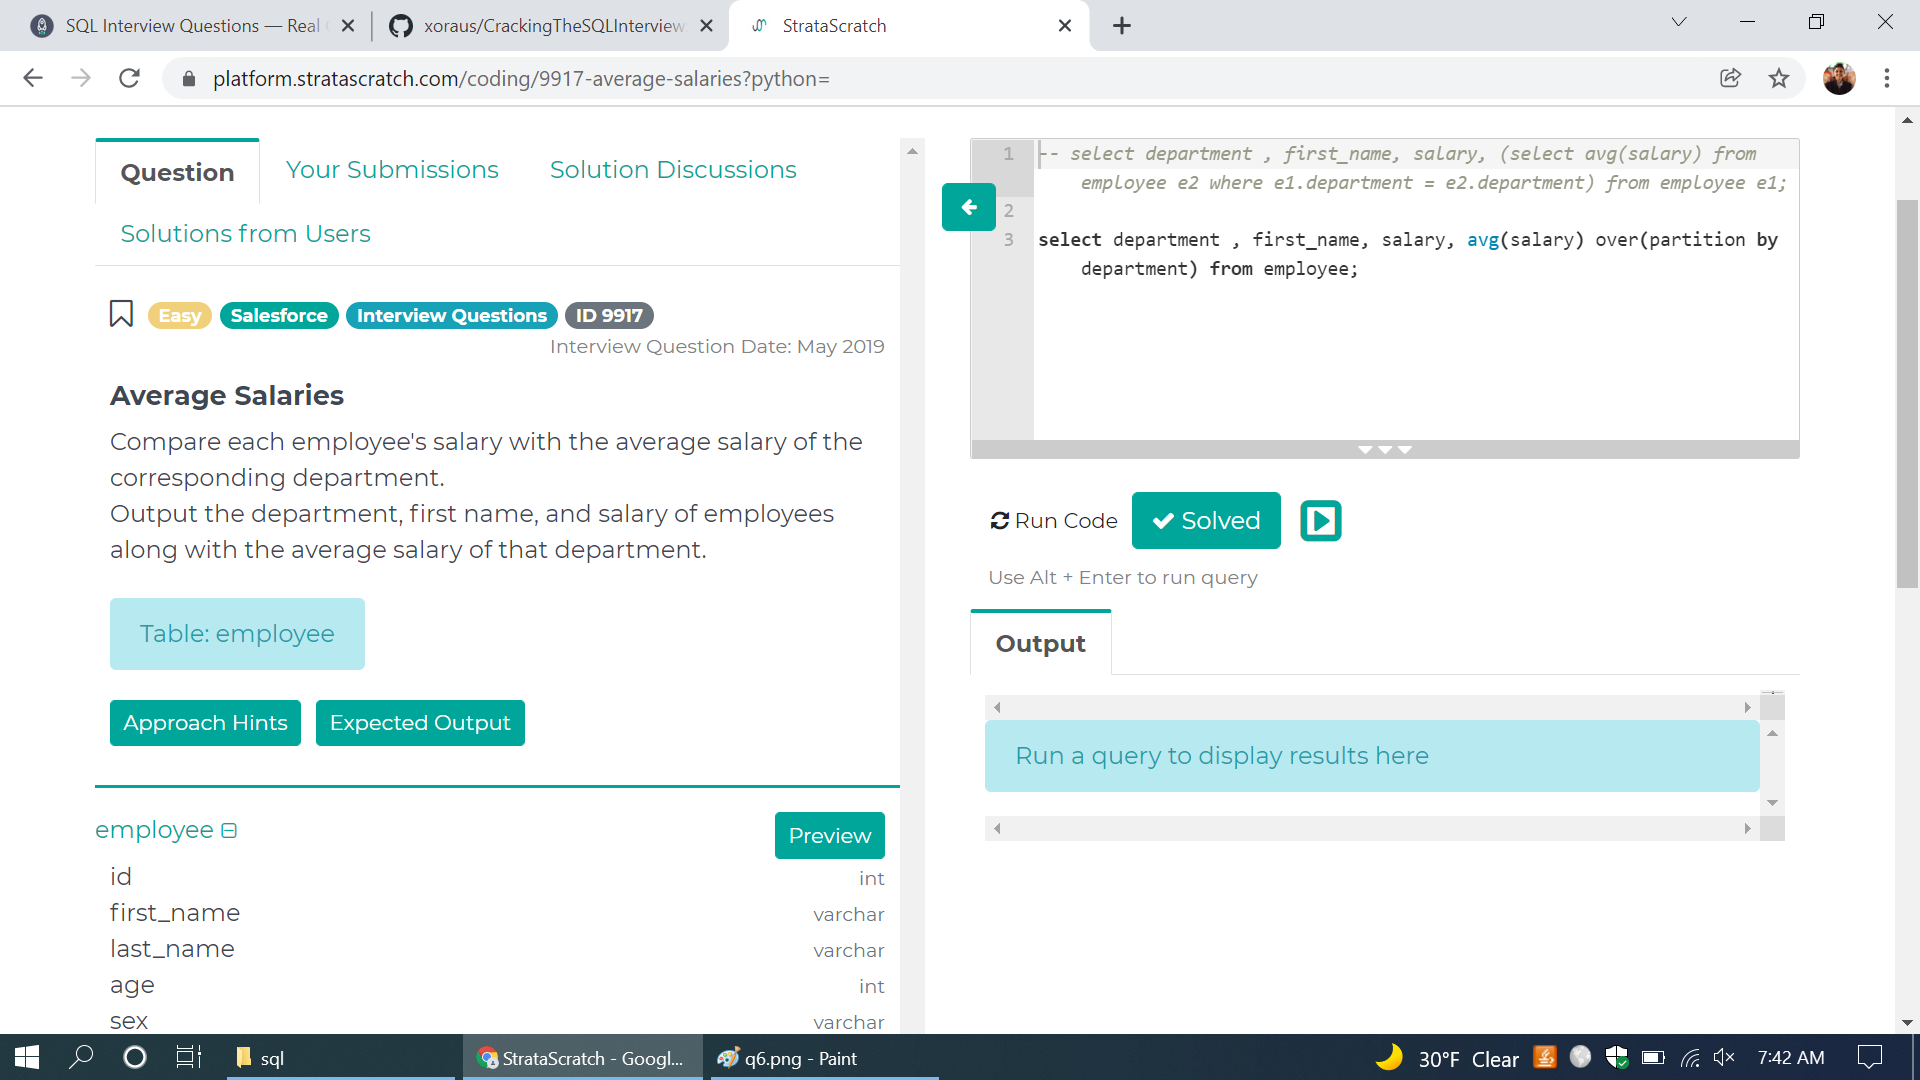 SQL Interview Questions — Real
xoraus/CrackingTheSQLInterview
StrataScratch
platform.stratascratch.com/coding/9917-average-salaries?python=
Question
Your Submissions
Solution Discussions
Solutions from Users
Easy
Salesforce
Interview Questions
ID 9917
Interview Question Date: May 2019
Average Salaries
Compare each employee's salary with the average salary of the
corresponding department.
Output the department, first name, and salary of employees
along with the average salary of that department.
Table: employee
Approach Hints
Expected Output
employee
Preview
id int
first_name varchar
last_name varchar
age int
sex varchar
1 -- select department , first_name, salary, (select avg(salary) from
employee e2 where e1.department = e2.department) from employee e1;
2
3 select department , first_name, salary, avg(salary) over(partition by
department) from employee;
Run Code
Solved
Use Alt + Enter to run query
Output
Run a query to display results here
sql
StrataScratch - Googl...
q6.png - Paint
30°F Clear
7:42 AM